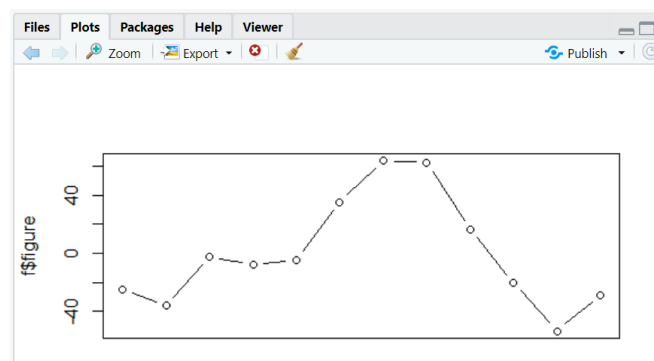 Files Plots Packages Help Viewer
Zoom Export Publish
f$figure
40
0
-40